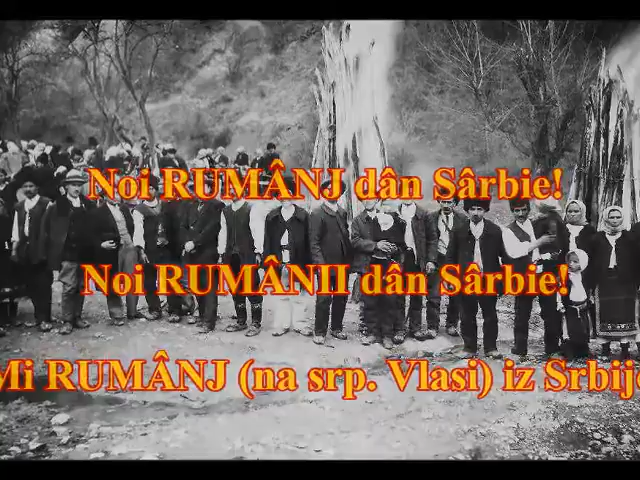 Noi RUMÂNJ dân Sârbie!
Noi RUMÂNII dân Sârbie!
Mi RUMÂNJ (na srp. Vlasi) iz Srbije